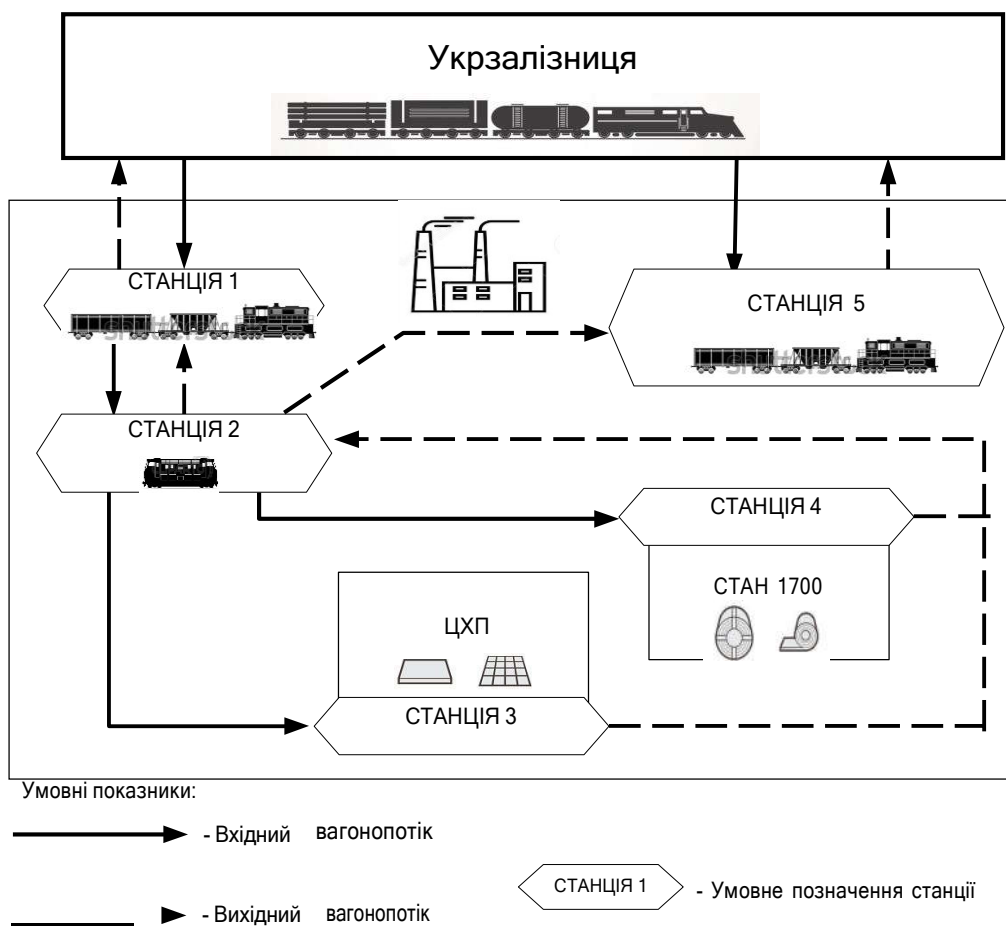 Укрзалізниця
СТАНЦІЯ 1
СТАНЦІЯ 5
СТАНЦІЯ 2
СТАНЦІЯ 4
СТАН 1700
ЦХП
СТАНЦІЯ 3
Умовні показники:
- Вхідний вагонопотік
СТАНЦІЯ 1 - Умовне позначення станції
- Вихідний вагонопотік